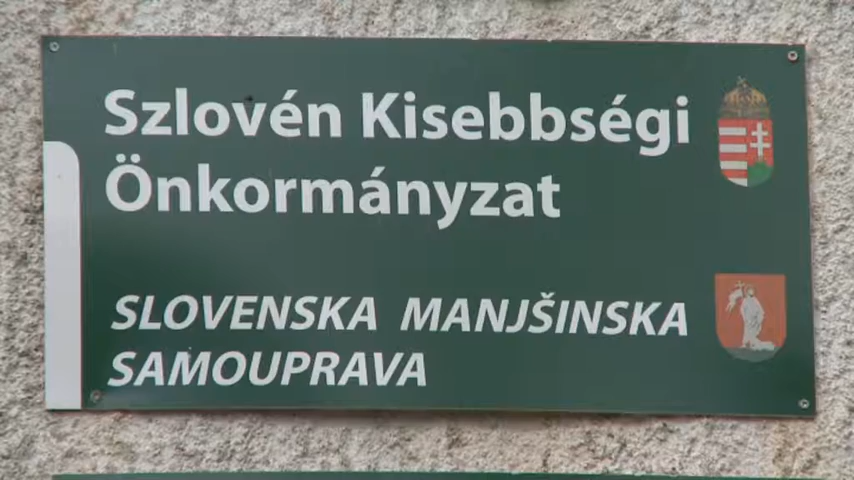 Szlovén Kisebbségi
Önkormányzat
SLOVENSKA MANJŠINSKA
SAMOUPRAVA